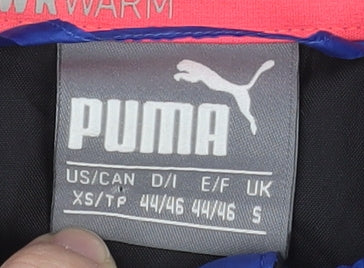 WARM
PUMA
US/CAN D/I E/F UK
XS/TP 44/46 44/46 S